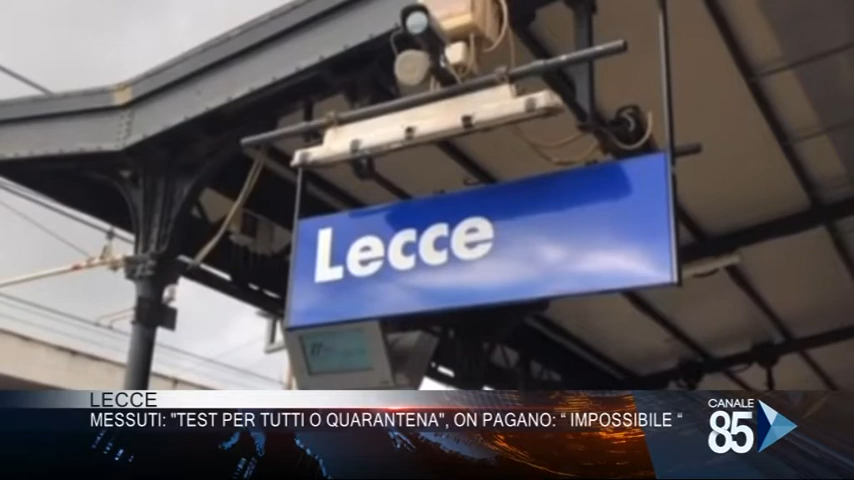 Lecce
LECCE
MESSUTI: "TEST PER TUTTI O QUARANTENA", ON PAGANO: “ IMPOSSIBILE “
CANALE
85